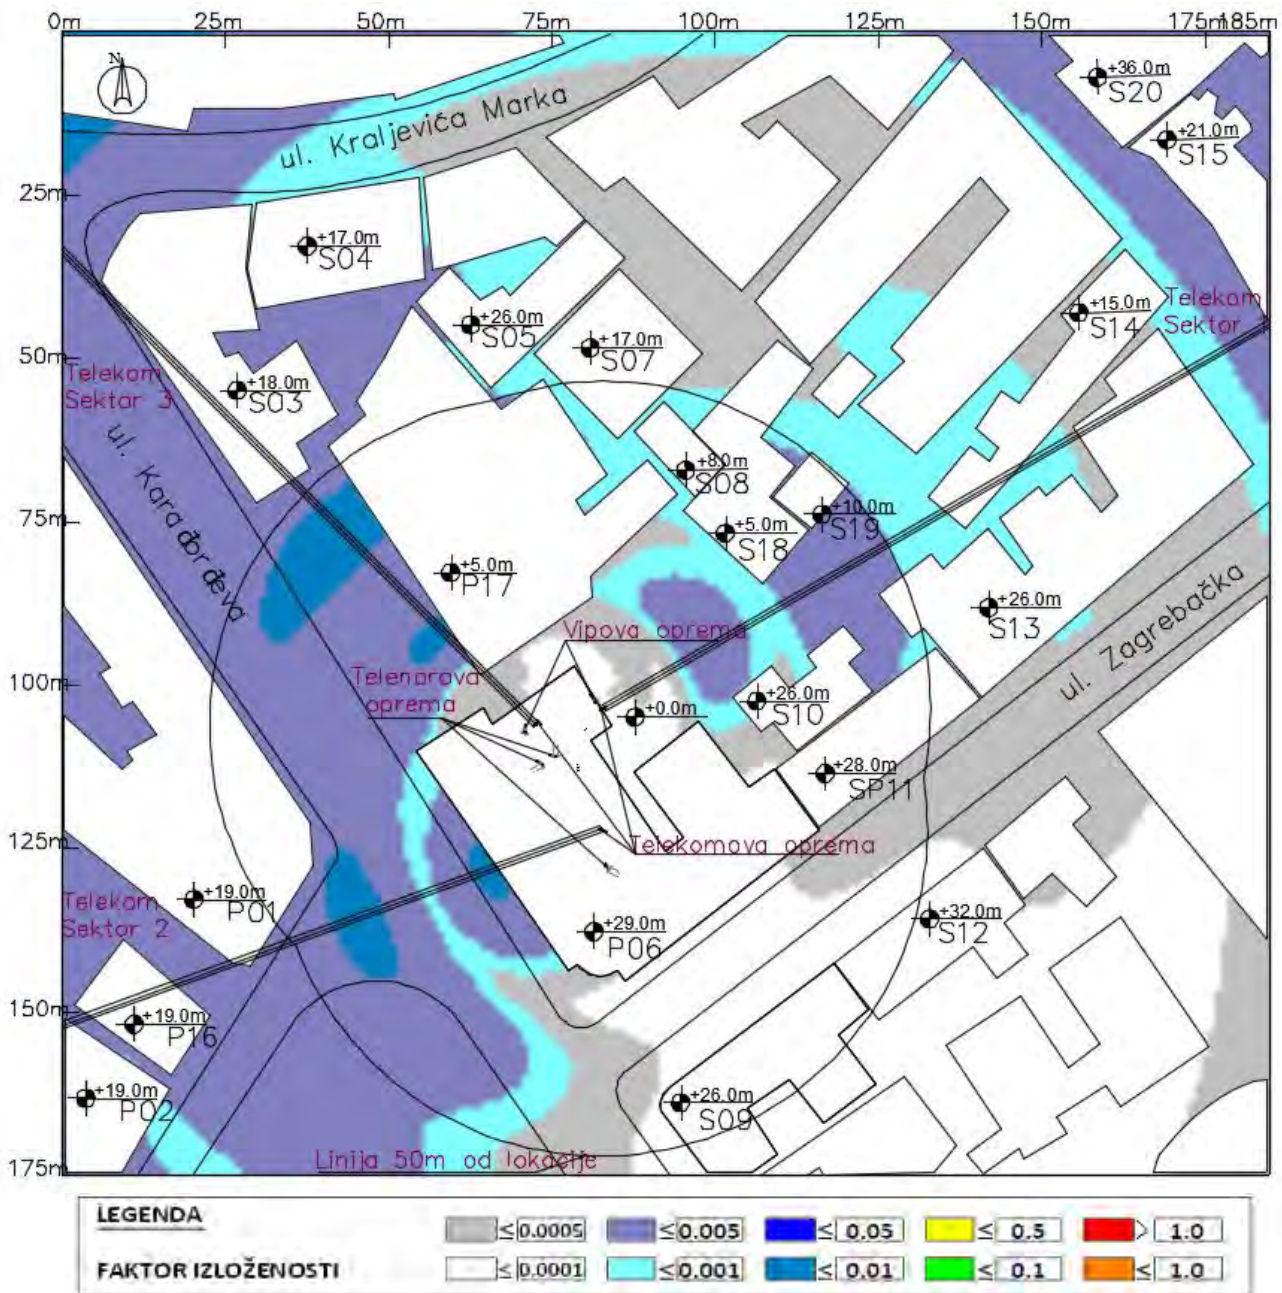 0m 25m 50m 75m 100m 125m 150m 175m 185m
N
+36.0m
S20
ul. Kraljevića Marka
+21.0m
S15
25m
+17.0m
S04
+15.0m
S14
Telekom
Sektor
+26.0m
S05
+17.0m
S07
50m
Telekom
Sektor 3
+18.0m
S03
ul. Karađorđeva
+8.0m
S08
75m
+10.0m
S19
+5.0m
S18
+5.0m
P17
ul. Zagrebačka
+26.0m
S13
Vipova oprema
100m
Telenorova
oprema
+26.0m
S10
+0.0m
+28.0m
SP11
125m
Telekomova oprema
+19.0m
P01
Telekom
Sektor 2
+32.0m
S12
+29.0m
P06
150m
+19.0m
P16
+19.0m
P02
+26.0m
S09
175m
Linija 50m od lokacije
LEGENDA
≤ 0.0005 ≤ 0.005 ≤ 0.05 ≤ 0.5 > 1.0
FAKTOR IZLOŽENOSTI
≤ 0.0001 ≤ 0.001 ≤ 0.01 ≤ 0.1 ≤ 1.0